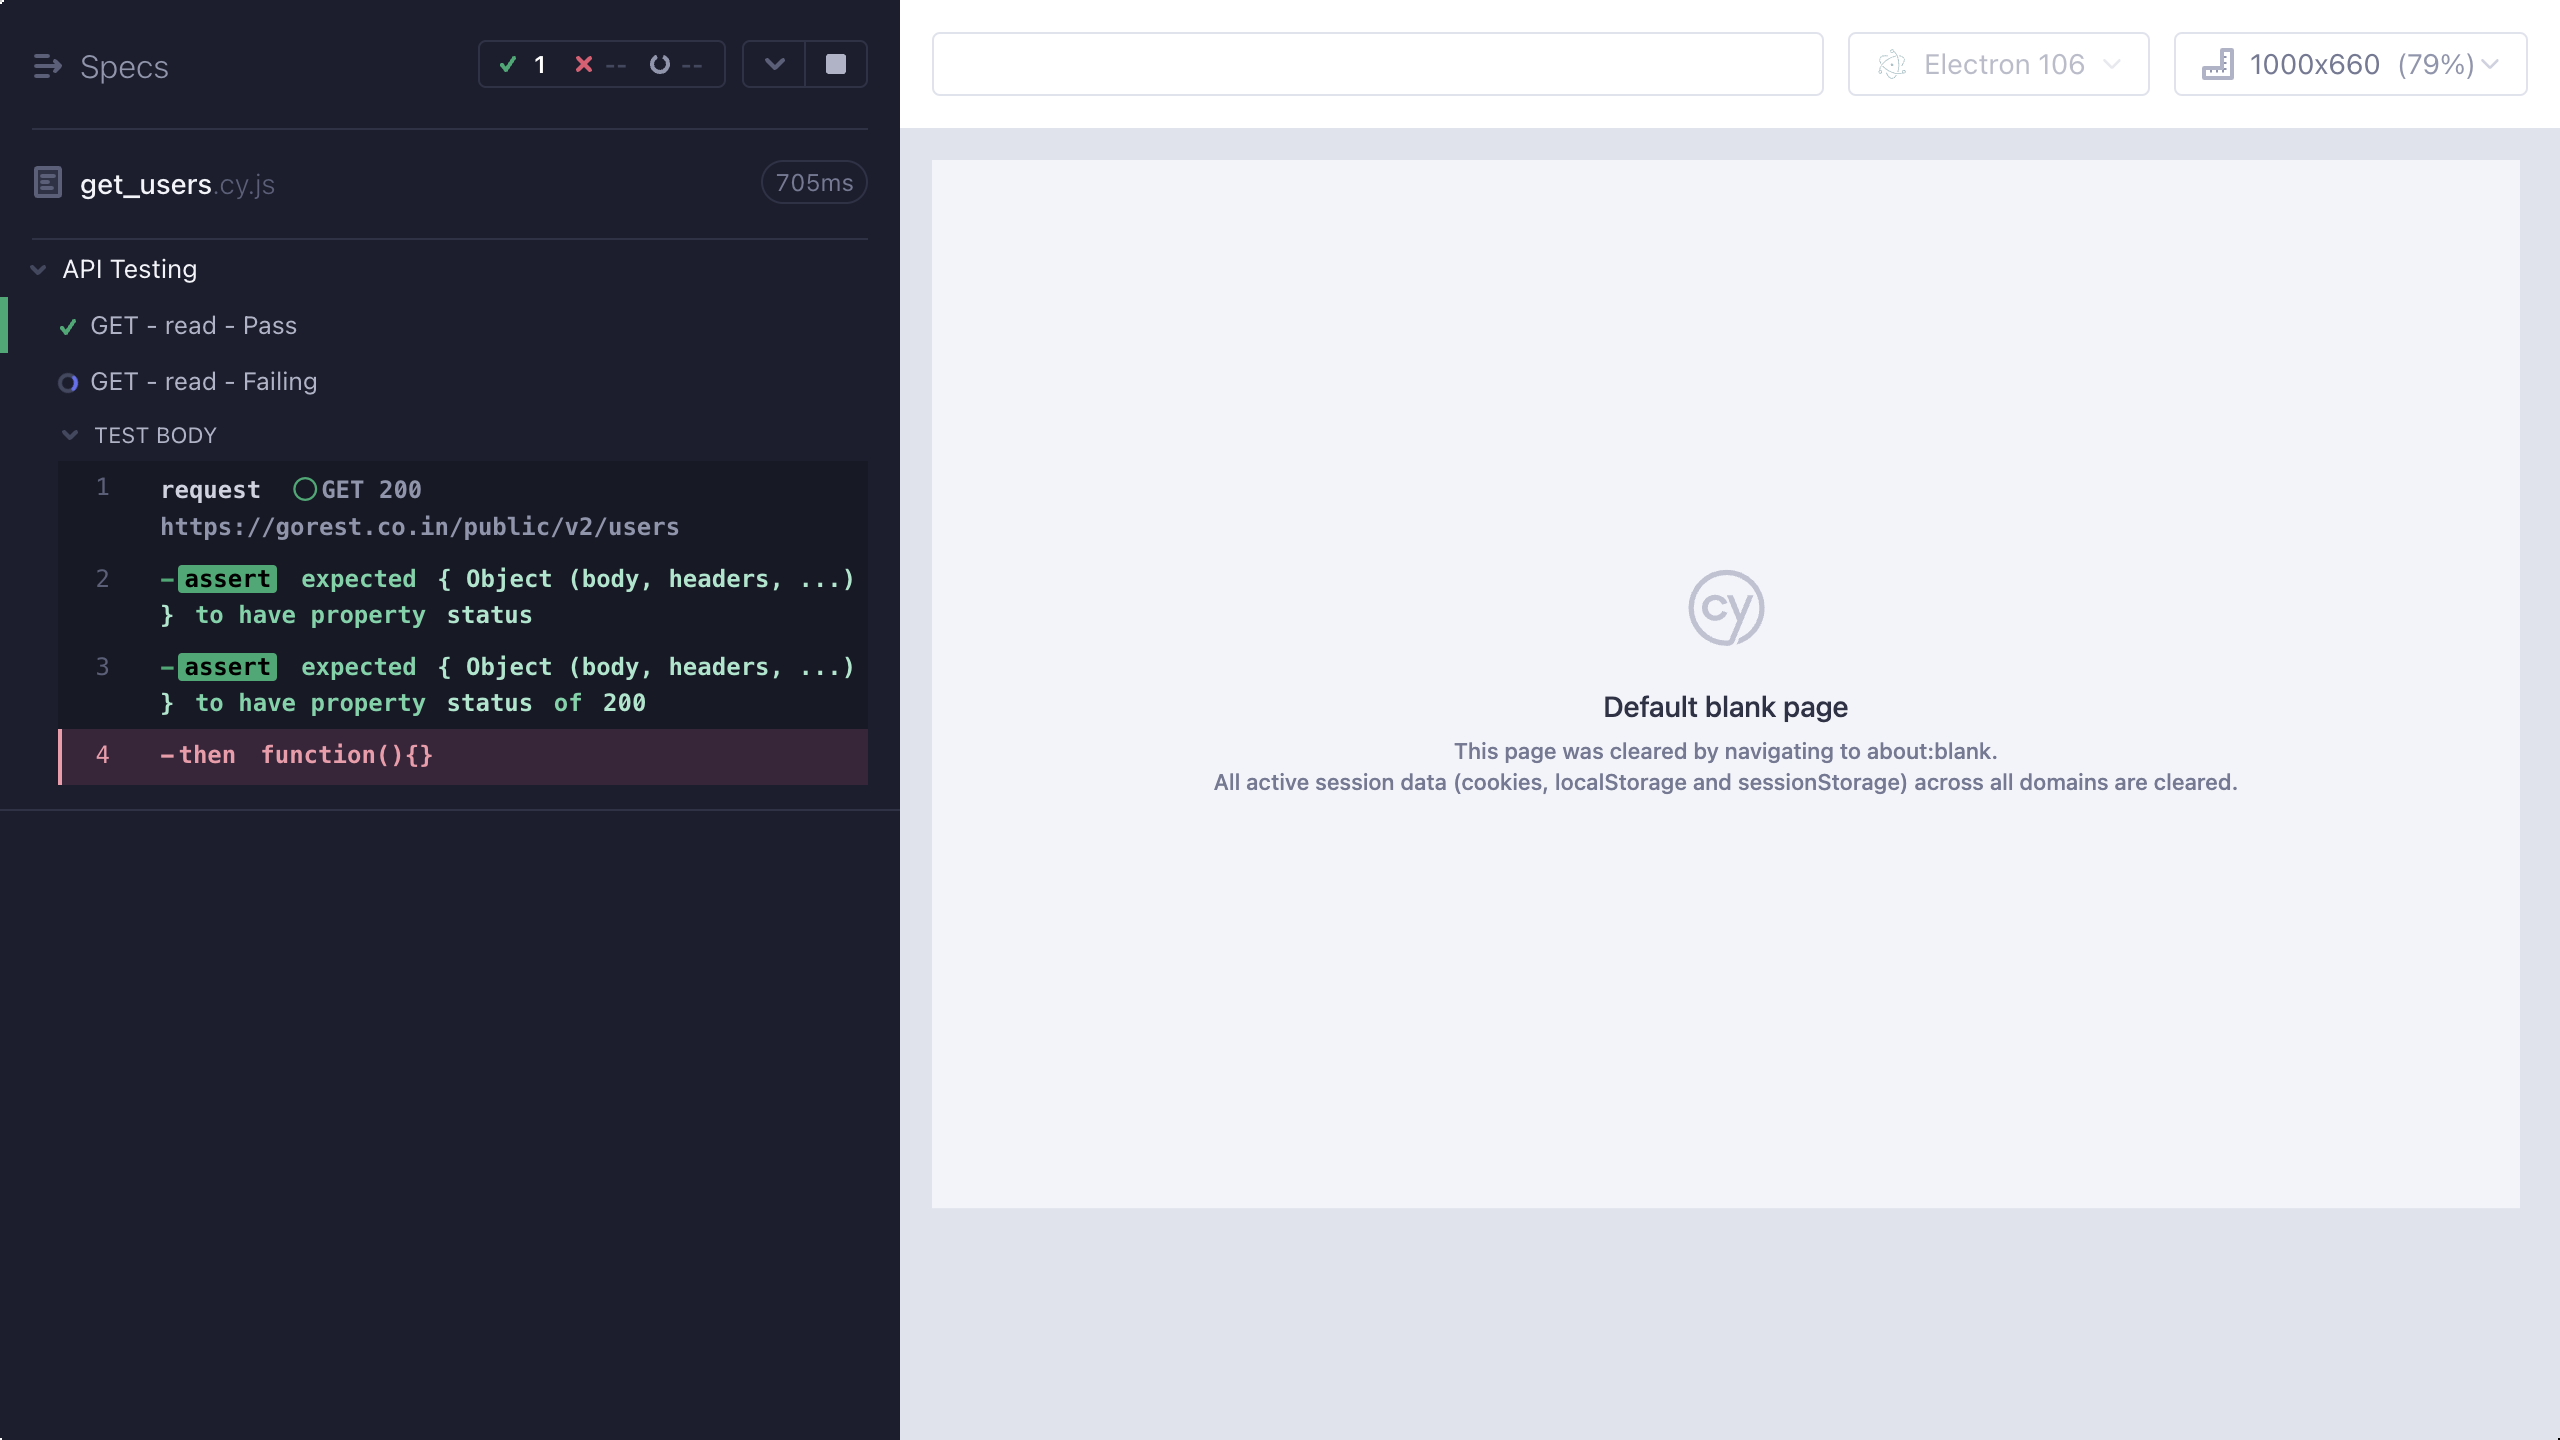 Specs
1 -- --
get_users.cy.js 705ms
API Testing
GET - read - Pass
GET - read - Failing
TEST BODY
1 request GET 200
https://gorest.co.in/public/v2/users
2 -assert expected { Object (body, headers, ...)
} to have property status
3 -assert expected { Object (body, headers, ...)
} to have property status of 200
4 -then function(){}
Electron 106
1000x660 (79%)
cy
Default blank page
This page was cleared by navigating to about:blank.
All active session data (cookies, localStorage and sessionStorage) across all domains are cleared.